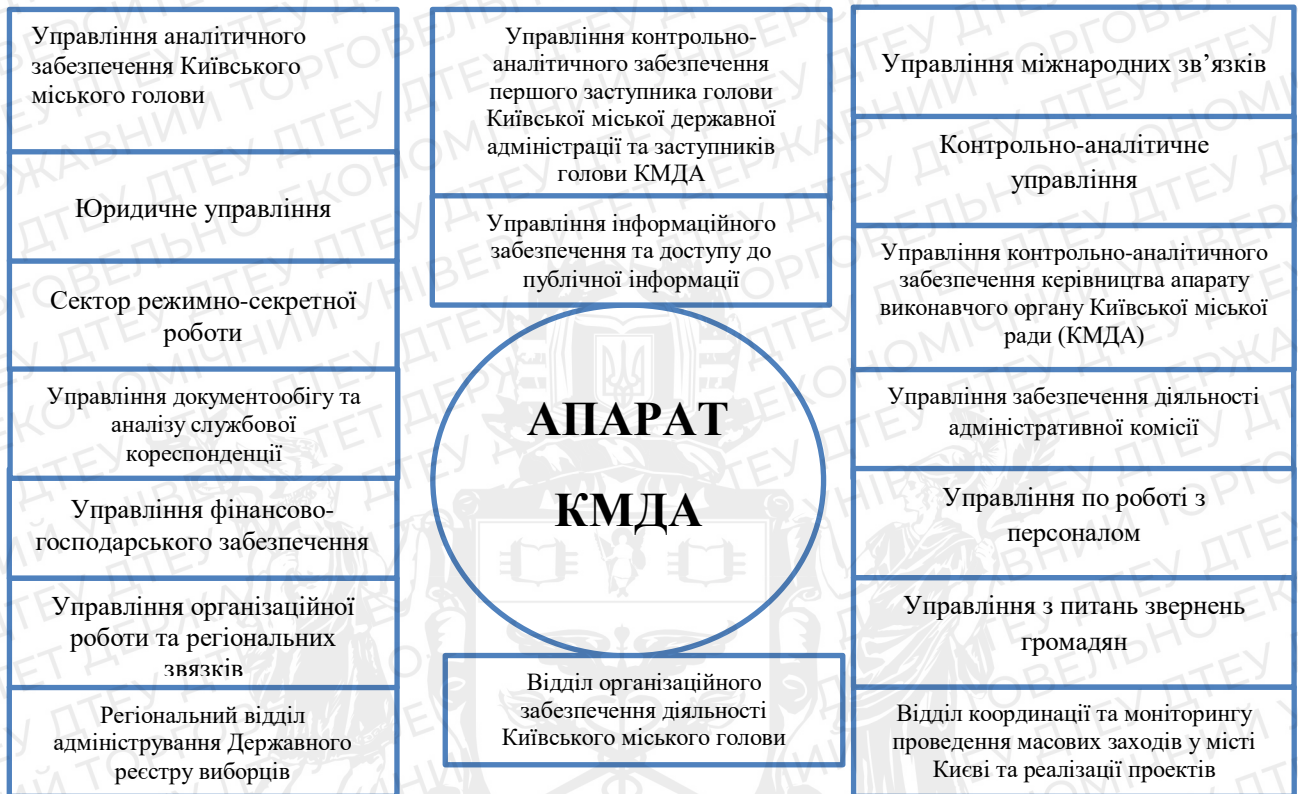 Управління аналітичного
забезпечення Київського
міського голови
Юридичне управління
Сектор режимно-секретної
роботи
Управління документообігу та
аналізу службової
кореспонденції
Управління фінансово-
господарського забезпечення
Управління організаційної
роботи та регіональних
звязків
Регіональний відділ
адміністрування Державного
реєстру виборців
Управління контрольно-
аналітичного забезпечення
першого заступника голови
Київської міської державної
адміністрації та заступників
голови КМДА
Управління інформаційного
забезпечення та доступу до
публічної інформації
АПАРАТ
КМДА
Відділ організаційного
забезпечення діяльності
Київського міського голови
Управління міжнародних зв’язків
Контрольно-аналітичне
управління
Управління контрольно-аналітичного
забезпечення керівництва апарату
виконавчого органу Київської міської
ради (КМДА)
Управління забезпечення діяльності
адміністративної комісії
Управління по роботі з
персоналом
Управління з питань звернень
громадян
Відділ координації та моніторингу
проведення масових заходів у місті
Києві та реалізації проектів